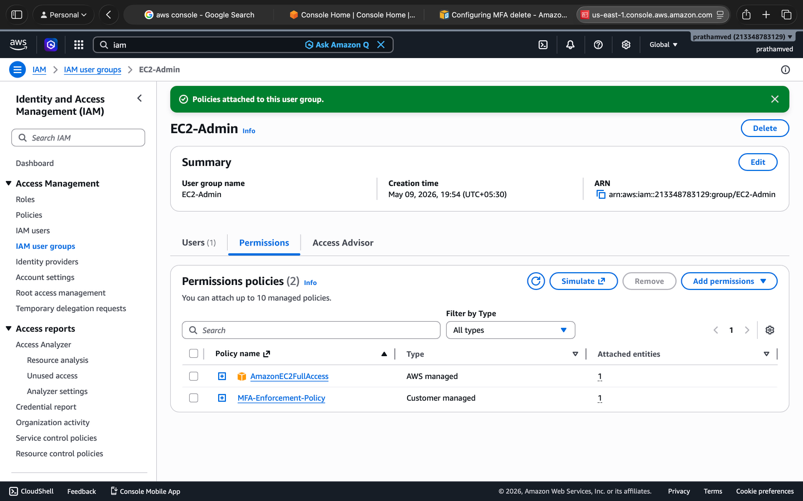 Personal
aws console - Google Search
Console Home | Console Home |...
Configuring MFA delete - Amazo...
us-east-1.console.aws.amazon.com
aws
iam
Ask Amazon Q
Global
prathamved (213348783129)
prathamved
IAM
IAM user groups
EC2-Admin
Identity and Access Management (IAM)
Search IAM
Dashboard
Access Management
Roles
Policies
IAM users
IAM user groups
Identity providers
Account settings
Root access management
Temporary delegation requests
Access reports
Access Analyzer
Resource analysis
Unused access
Analyzer settings
Credential report
Organization activity
Service control policies
Resource control policies
Policies attached to this user group.
EC2-Admin Info
Delete
Summary
Edit
User group name
EC2-Admin
Creation time
May 09, 2026, 19:54 (UTC+05:30)
ARN
arn:aws:iam::213348783129:group/EC2-Admin
Users (1)
Permissions
Access Advisor
Permissions policies (2) Info
Simulate
Remove
Add permissions
You can attach up to 10 managed policies.
Filter by Type
Search
All types
1
Policy name
Type
Attached entities
AmazonEC2FullAccess
AWS managed
1
MFA-Enforcement-Policy
Customer managed
1
CloudShell
Feedback
Console Mobile App
© 2026, Amazon Web Services, Inc. or its affiliates.
Privacy
Terms
Cookie preferences